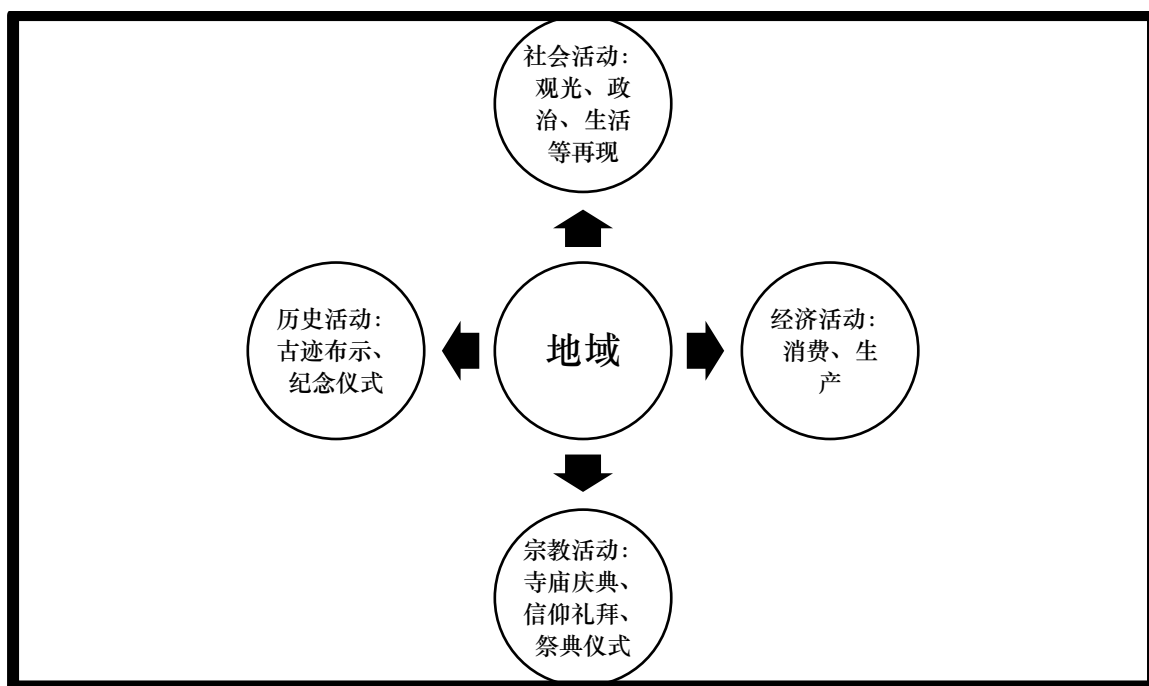 社会活动：
观光、政
治、生活
等再现
历史活动：
古迹布示、
纪念仪式
地域
经济活动：
消费、生
产
宗教活动：
寺庙庆典、
信仰礼拜、
祭典仪式